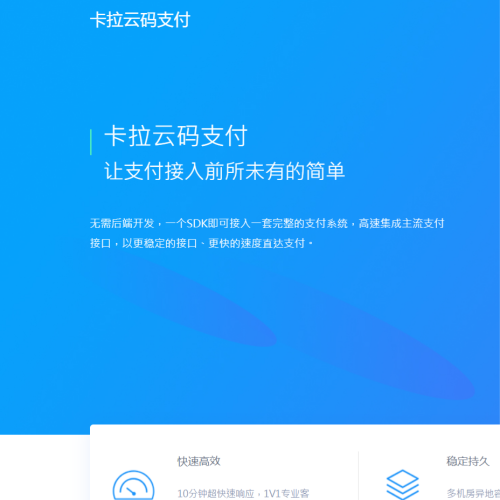 卡拉云码支付
卡拉云码支付
让支付接入前所未有的简单
无需后端开发，一个SDK即可接入一套完整的支付系统，高速集成主流支付
接口，以更稳定的接口、更快的速度直达支付。
快速高效
稳定持久
10分钟超快速响应，1V1专业客
多机房异地